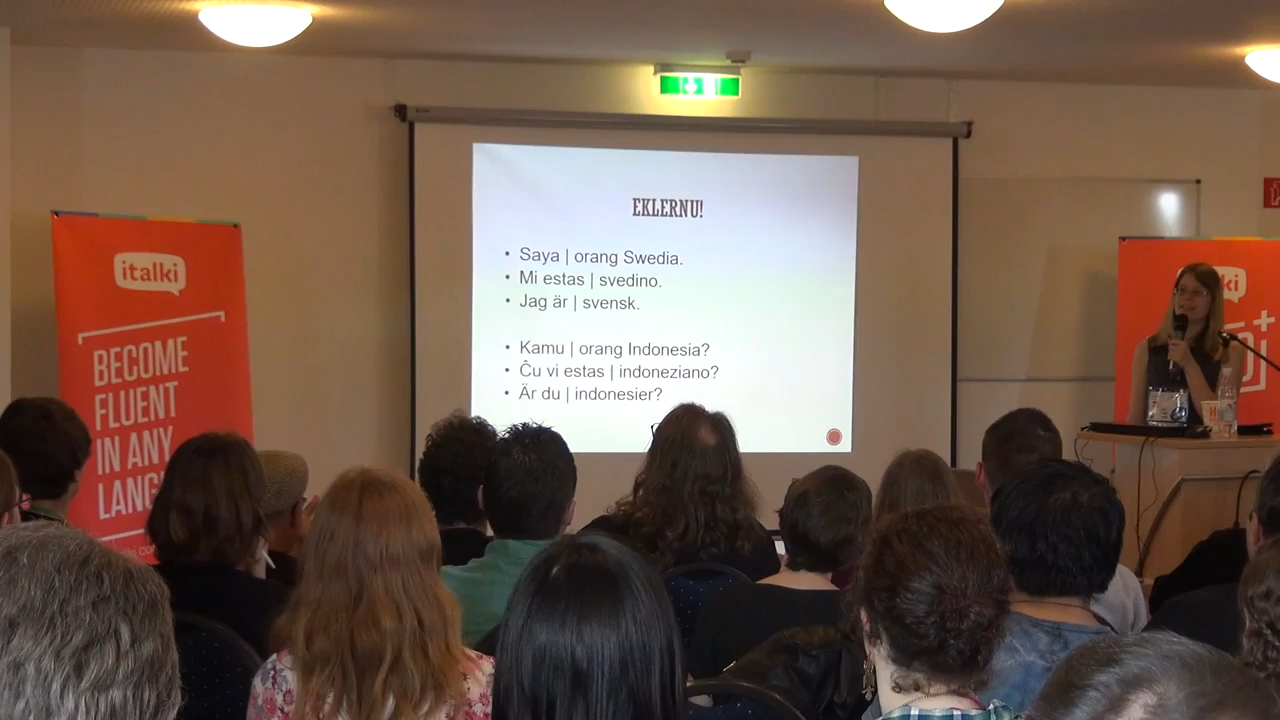 EKLERNU!
• Saya | orang Swedia.
• Mi estas | svedino.
• Jag är | svensk.
• Kamu | orang Indonesia?
• Ĉu vi estas | indoneziano?
• Är du | indonesier?
italki
BECOME
FLUENT
IN ANY
LANG
ki